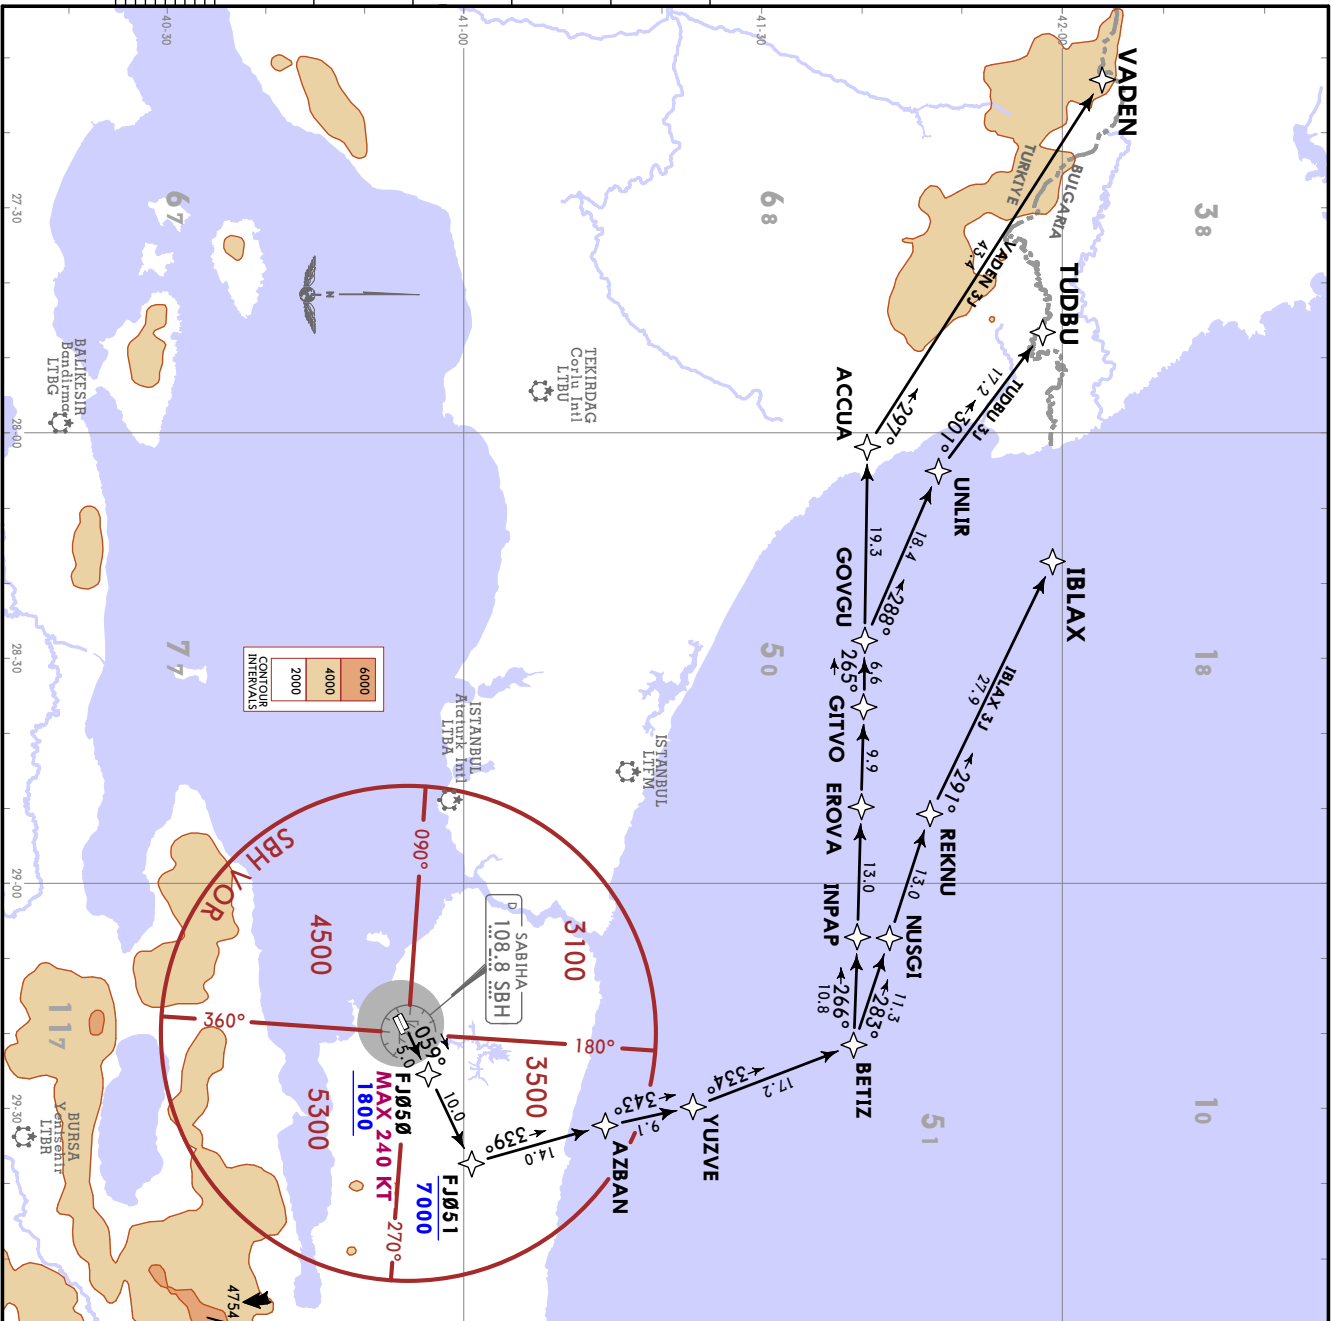 40-30
41-00
41-30
42-00
27-30
28-00
28-30
29-00
29-30
VADEN
TUDBU
IBLAX
TURKIYE
BULGARIA
VADEN 3J
43.4
←297°
ACCUA
TUDBU 3J
17.2
←301°
UNLIR
18.4
←288°
19.3
GOVGU
6.6
265°
←
GITVO
9.9
EROVA
13.0
INPAP
←266°
10.8
IBLAX 3J
27.9
←291°
REKNU
13.0
NUSGI
11.3
←283°
BETIZ
←334°
17.2
YUZVE
←343°
9.1
AZBAN
←339°
14.0
FJØ51
7000
10.0
FJØ5Ø
MAX 240 KT
1800
059°
→
5.0
D
SABIHA
108.8 SBH
SBH VOR
090°
180°
270°
360°
3100
3500
4500
5300
ISTANBUL
LTFM
ISTANBUL
Ataturk Intl
LTBA
TEKIRDAG
Corlu Intl
LTBU
BALIKESIR
Bandirma
LTBG
BURSA
Yenisehir
LTBR
CONTOUR
INTERVALS
6000
4000
2000
N
4754
38
68
67
18
50
77
10
51
117